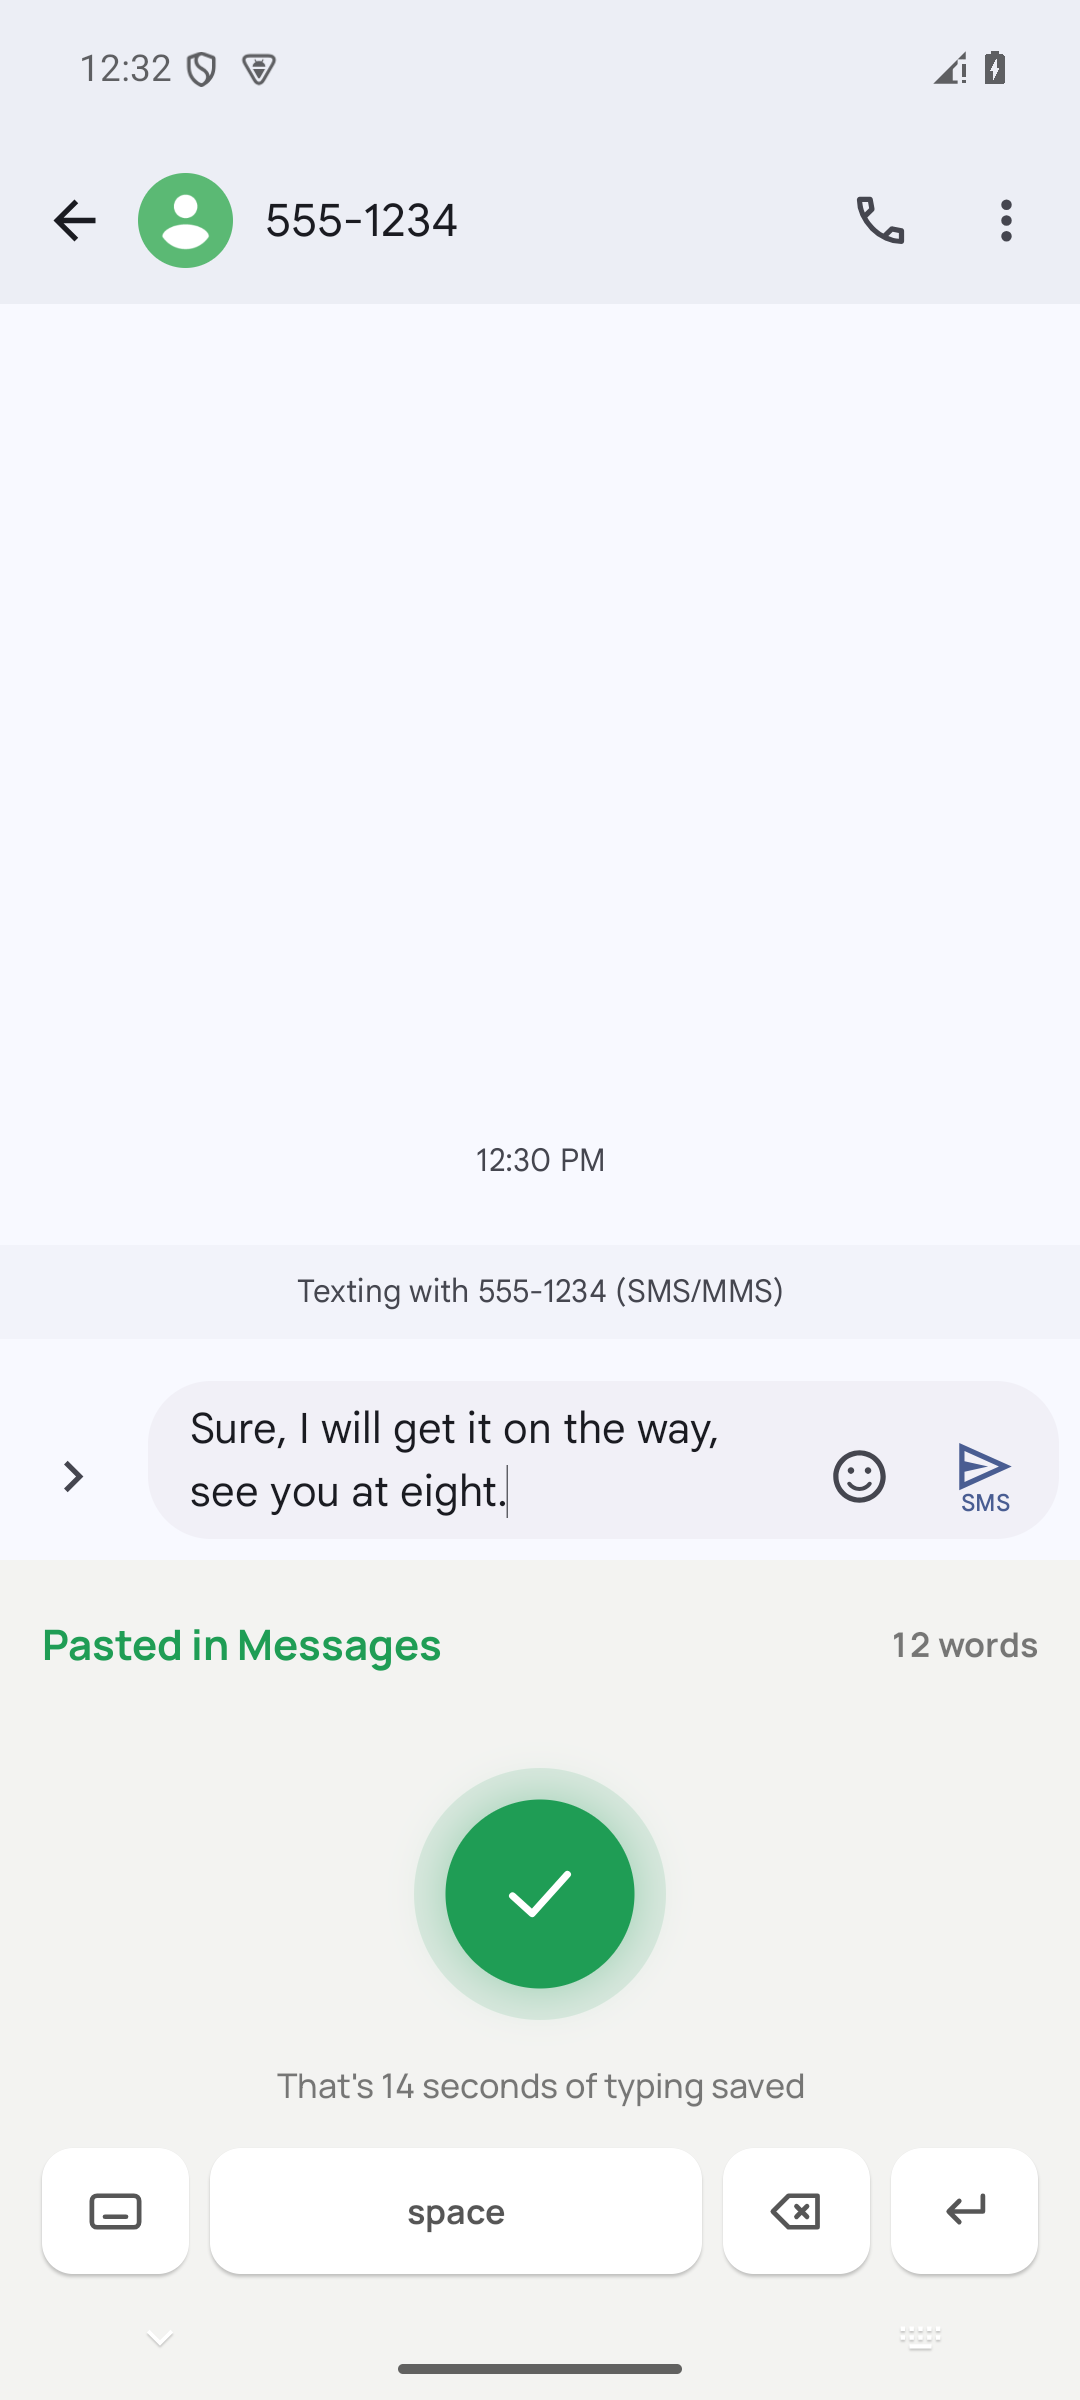 12:32
555-1234
12:30 PM
Texting with 555-1234 (SMS/MMS)
Sure, I will get it on the way,
see you at eight.
SMS
Pasted in Messages
12 words
That's 14 seconds of typing saved
space